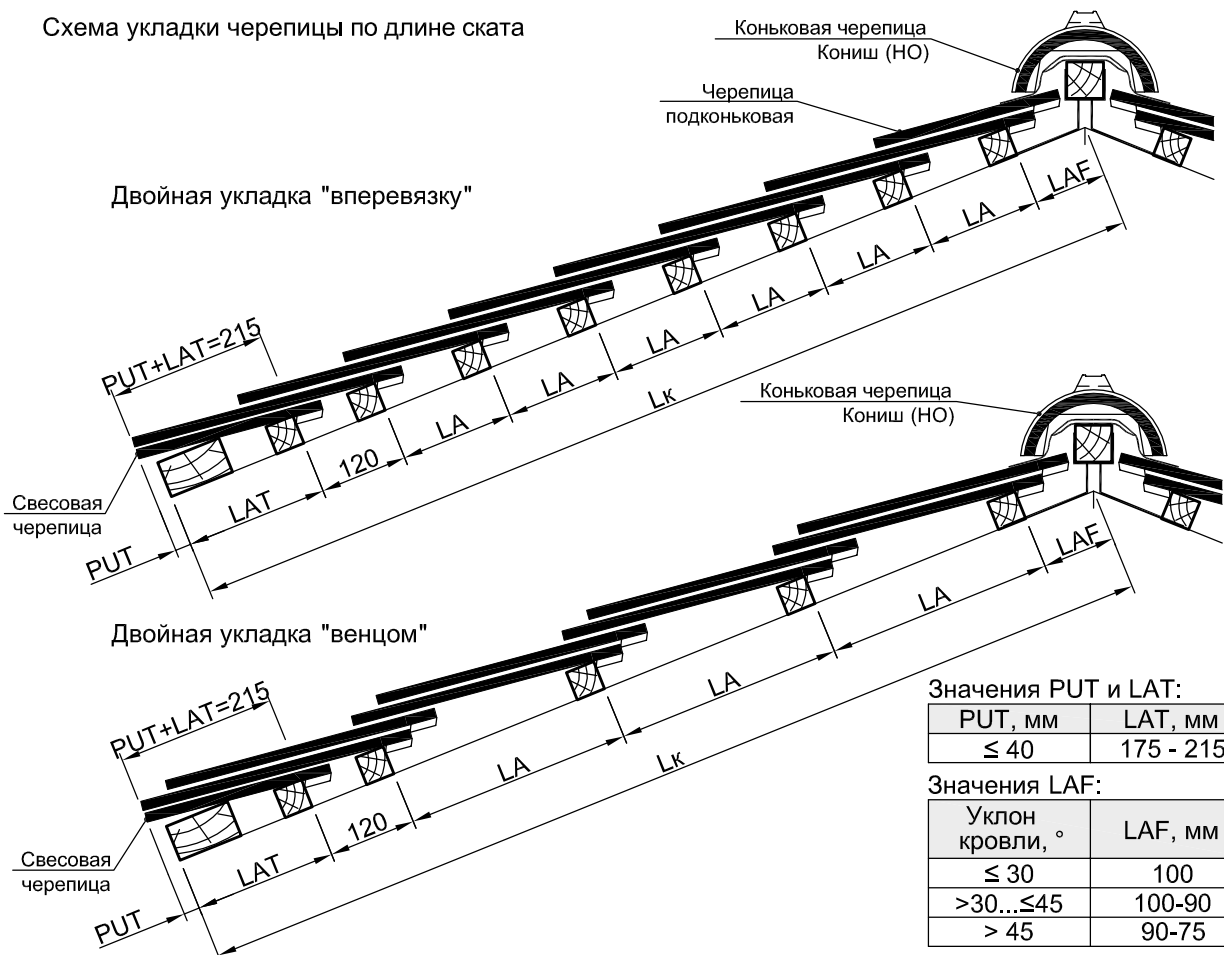 Схема укладки черепицы по длине ската
Коньковая черепица
Кониш (HO)
Черепица
подконьковая
Двойная укладка "вперевязку"
LAF
LA
LA
LA
LA
LA
LA
Lк
PUT+LAT=215
120
LAT
PUT
Свесовая
черепица
Коньковая черепица
Кониш (HO)
Двойная укладка "венцом"
LAF
LA
LA
LA
Lк
PUT+LAT=215
120
LAT
PUT
Свесовая
черепица
Значения PUT и LAT:
PUT, мм LAT, мм
≤ 40 175 - 215
Значения LAF:
Уклон
кровли, ° LAF, мм
≤ 30 100
>30...≤45 100-90
> 45 90-75